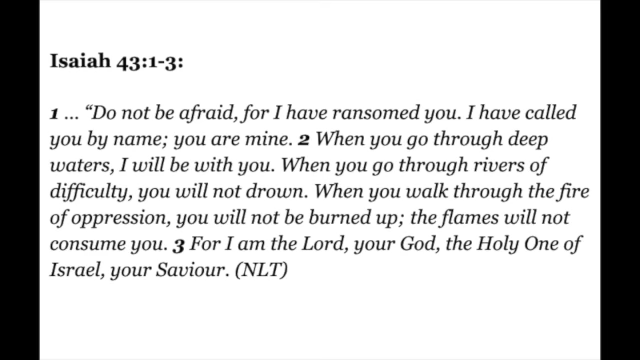 Isaiah 43:1-3:
1 ... “Do not be afraid, for I have ransomed you. I have called
you by name; you are mine. 2 When you go through deep
waters, I will be with you. When you go through rivers of
difficulty, you will not drown. When you walk through the fire
of oppression, you will not be burned up; the flames will not
consume you. 3 For I am the Lord, your God, the Holy One of
Israel, your Saviour. (NLT)